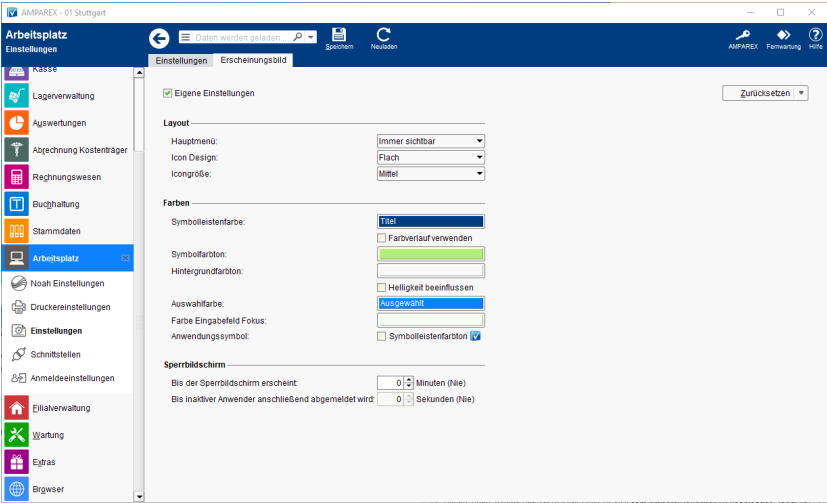 AMPAREX - 01 Stuttgart
Arbeitsplatz
Einstellungen
Daten werden geladen...
Speichern
Neuladen
AMPAREX
Fernwartung
Hilfe
Einstellungen
Erscheinungsbild
Kasse
Lagerverwaltung
Auswertungen
Abrechnung Kostenträger
Rechnungswesen
Buchhaltung
Stammdaten
Arbeitsplatz
Noah Einstellungen
Druckereinstellungen
Einstellungen
Schnittstellen
Anmeldeeinstellungen
Filialverwaltung
Wartung
Extras
Browser
Eigene Einstellungen
Zurücksetzen
Layout
Hauptmenü: Immer sichtbar
Icon Design: Flach
Icongröße: Mittel
Farben
Symbolleistenfarbe: Titel
Farbverlauf verwenden
Symbolfarbton:
Hintergrundfarbton:
Helligkeit beeinflussen
Auswahlfarbe: Ausgewählt
Farbe Eingabefeld Fokus:
Anwendungssymbol: Symbolleistenfarbton
Sperrbildschirm
Bis der Sperrbildschirm erscheint: 0 Minuten (Nie)
Bis inaktiver Anwender anschließend abgemeldet wird: 0 Sekunden (Nie)